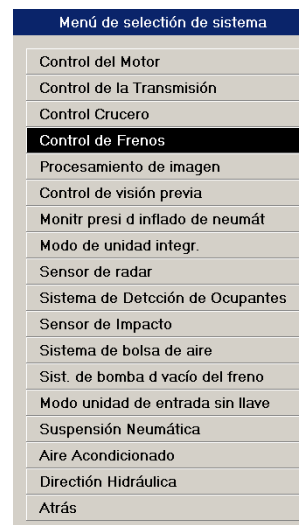 Menú de selección de sistema
Control del Motor
Control de la Transmisión
Control Crucero
Control de Frenos
Procesamiento de imagen
Control de visión previa
Monitr presi d inflado de neumát
Modo de unidad integr.
Sensor de radar
Sistema de Detcción de Ocupantes
Sensor de Impacto
Sistema de bolsa de aire
Sist. de bomba d vacío del freno
Modo unidad de entrada sin llave
Suspensión Neumática
Aire Acondicionado
Directión Hidráulica
Atrás